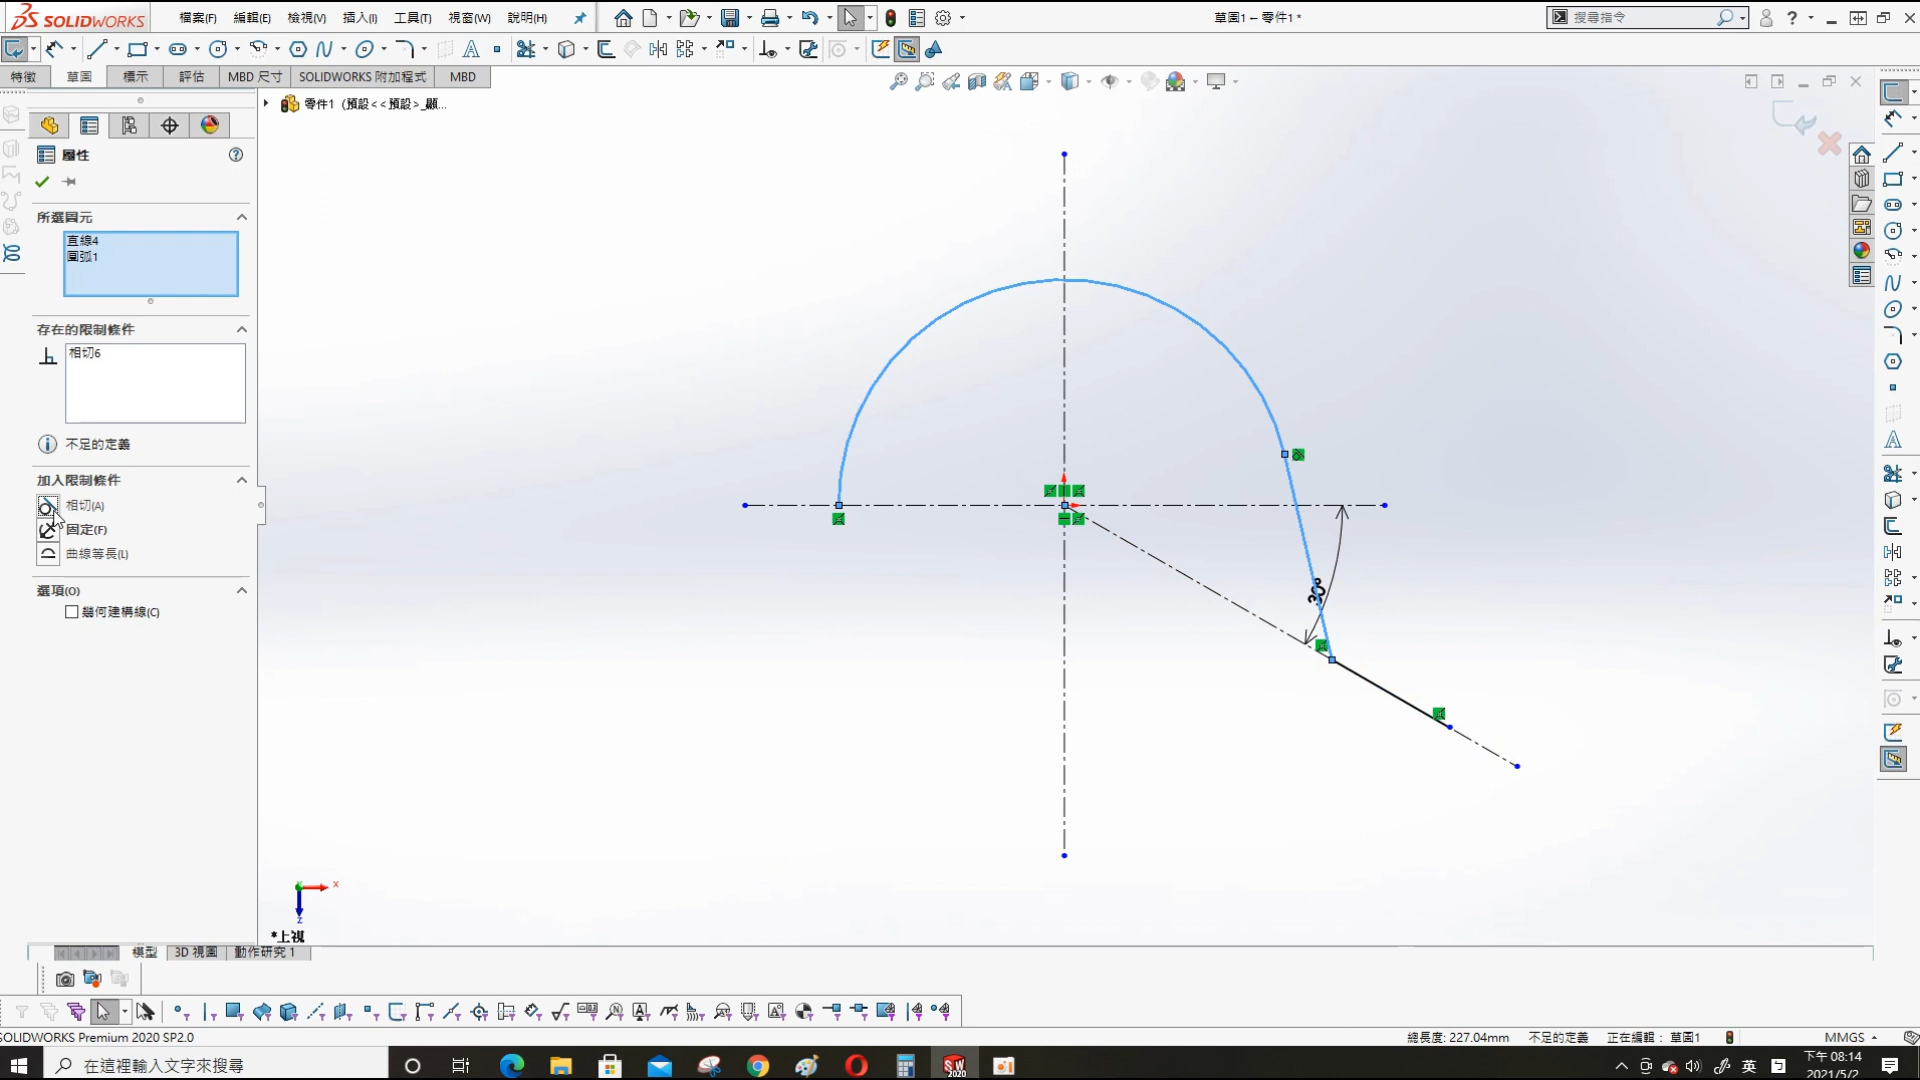 SOLIDWORKS 檔案(F) 編輯(E) 檢視(V) 插入(I) 工具(T) 視窗(W) 說明(H) 草圖1 ← 零件1 * 搜尋指令
特徵 草圖 標示 評估 MBD 尺寸 SOLIDWORKS 附加程式 MBD
零件1 (預設<<預設>_顯...
屬性
所選圖元
直線4
圓弧1
存在的限制條件
相切6
不足的定義
加入限制條件
相切(A)
固定(F)
曲線等長(L)
選項(O)
幾何建構線(C)
30°
x
z
*上視
模型 3D 視圖 動作研究 1
SOLIDWORKS Premium 2020 SP2.0 總長度: 227.04mm 不足的定義 正在編輯： 草圖1 MMGS
在這裡輸入文字來搜尋 SW 2020 英 下午 08:14
2021/5/2